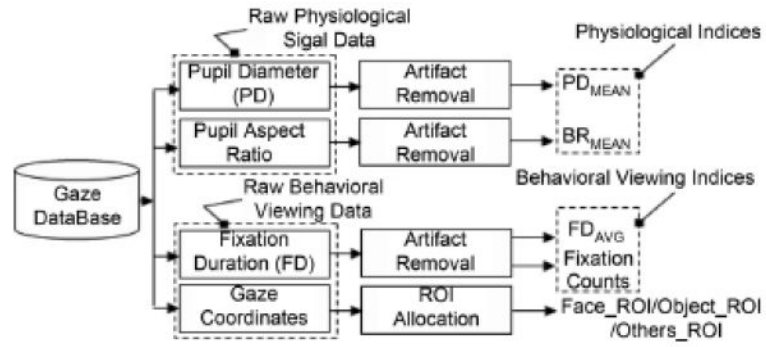 Raw Physiological
Sigal Data
Physiological Indices
Pupil Diameter
(PD)
Artifact
Removal
PD_MEAN
Pupil Aspect
Ratio
Artifact
Removal
BR_MEAN
Gaze
DataBase
Raw Behavioral
Viewing Data
Behavioral Viewing Indices
Fixation
Duration (FD)
Artifact
Removal
FD_AVG
Fixation
Counts
Gaze
Coordinates
ROI
Allocation
Face_ROI/Object_ROI
/Others_ROI